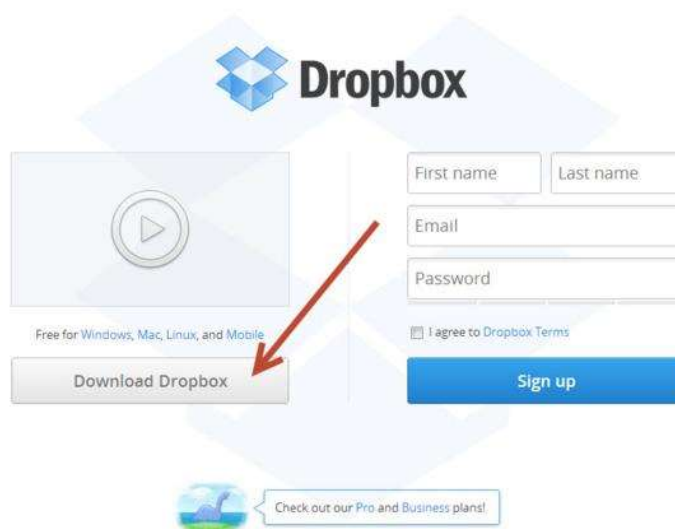 Dropbox
Free for Windows, Mac, Linux, and Mobile
Download Dropbox
First name
Last name
Email
Password
I agree to Dropbox Terms
Sign up
Check out our Pro and Business plans!